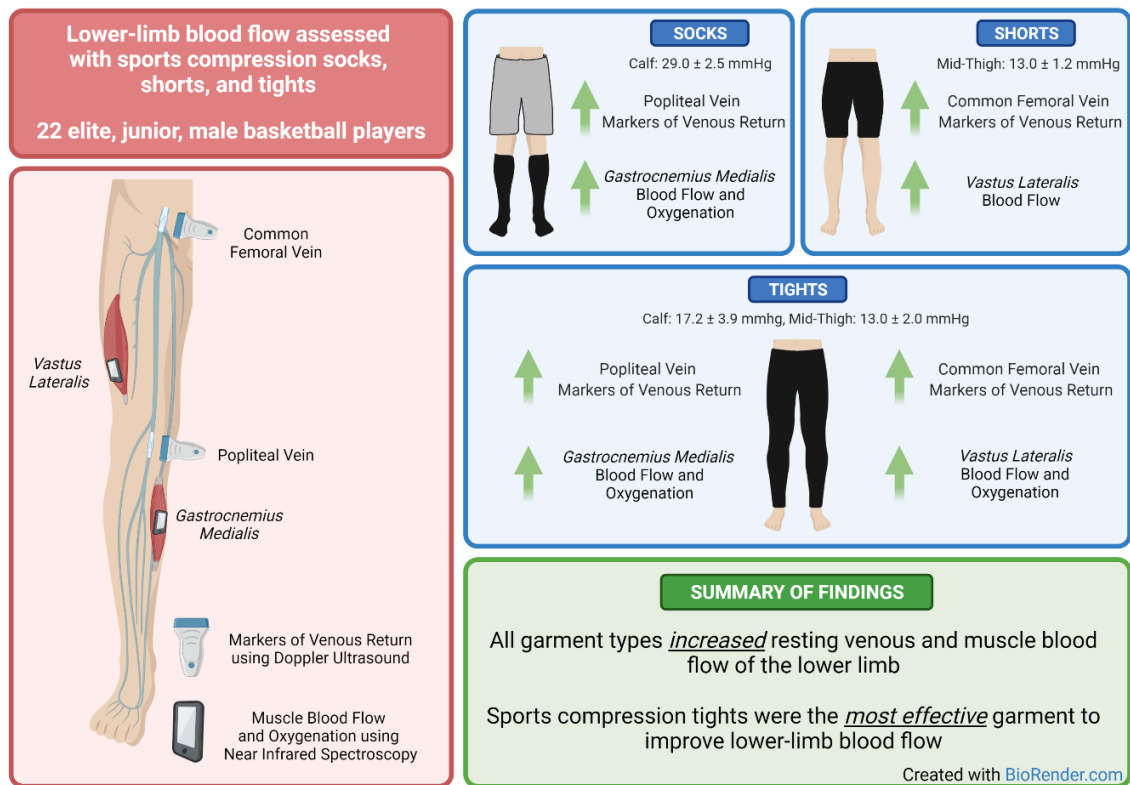 Lower-limb blood flow assessed
with sports compression socks,
shorts, and tights
22 elite, junior, male basketball players
Common
Femoral Vein
Vastus
Lateralis
Popliteal Vein
Gastrocnemius
Medialis
Markers of Venous Return
using Doppler Ultrasound
Muscle Blood Flow
and Oxygenation using
Near Infrared Spectroscopy
SOCKS
Calf: 29.0 ± 2.5 mmHg
Popliteal Vein
Markers of Venous Return
Gastrocnemius Medialis
Blood Flow and
Oxygenation
SHORTS
Mid-Thigh: 13.0 ± 1.2 mmHg
Common Femoral Vein
Markers of Venous Return
Vastus Lateralis
Blood Flow
TIGHTS
Calf: 17.2 ± 3.9 mmhg, Mid-Thigh: 13.0 ± 2.0 mmHg
Popliteal Vein
Markers of Venous Return
Gastrocnemius Medialis
Blood Flow and
Oxygenation
Common Femoral Vein
Markers of Venous Return
Vastus Lateralis
Blood Flow and
Oxygenation
SUMMARY OF FINDINGS
All garment types increased resting venous and muscle blood
flow of the lower limb
Sports compression tights were the most effective garment to
improve lower-limb blood flow
Created with BioRender.com